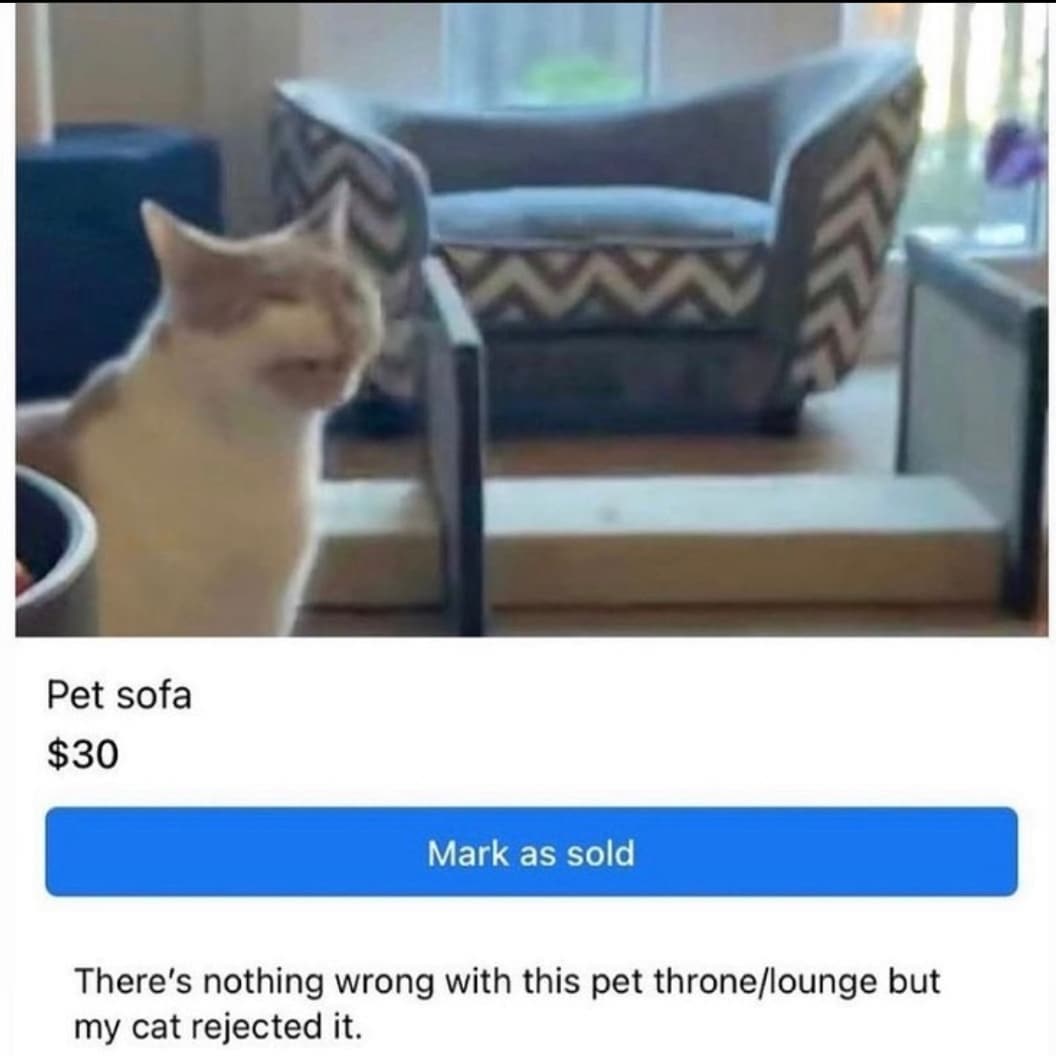 Pet sofa
$30
Mark as sold
There's nothing wrong with this pet throne/lounge but
my cat rejected it.